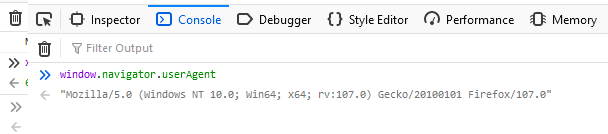 Inspector Console Debugger Style Editor Performance Memory
Filter Output
window.navigator.userAgent
"Mozilla/5.0 (Windows NT 10.0; Win64; x64; rv:107.0) Gecko/20100101 Firefox/107.0"